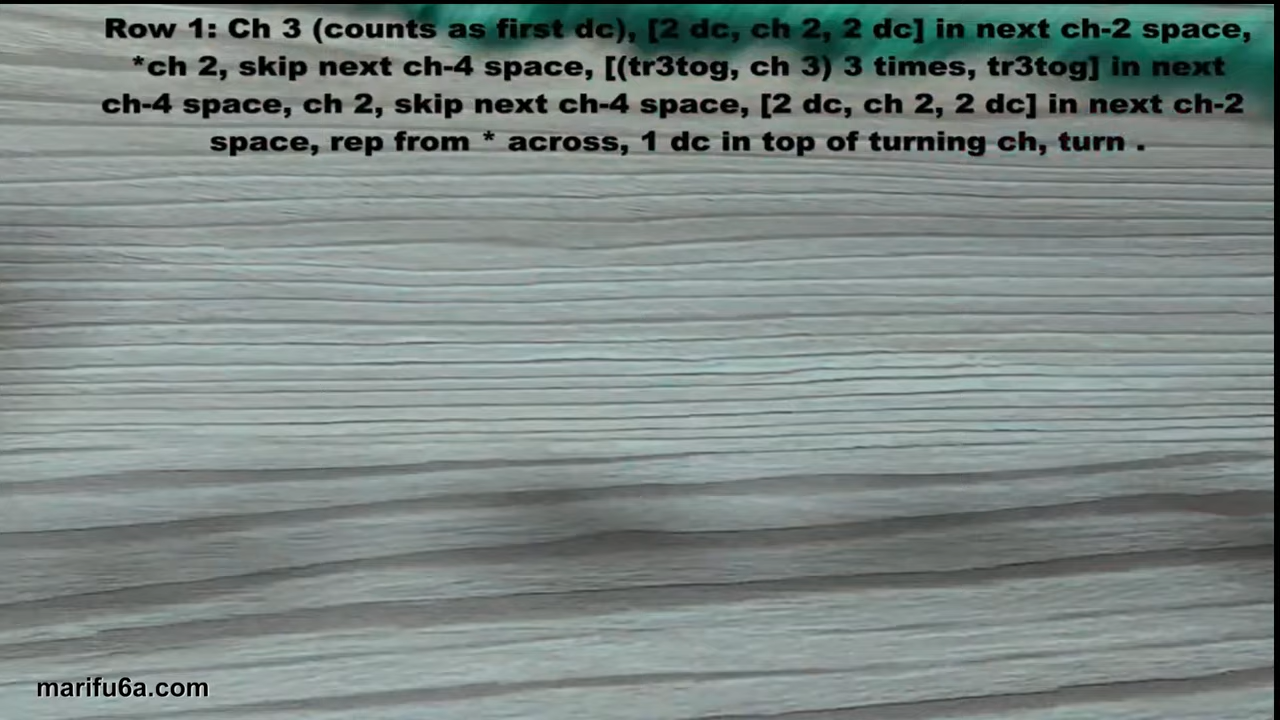 Row 1: Ch 3 (counts as first dc), [2 dc, ch 2, 2 dc] in next ch-2 space,
*ch 2, skip next ch-4 space, [(tr3tog, ch 3) 3 times, tr3tog] in next
ch-4 space, ch 2, skip next ch-4 space, [2 dc, ch 2, 2 dc] in next ch-2
space, rep from * across, 1 dc in top of turning ch, turn .
marifu6a.com